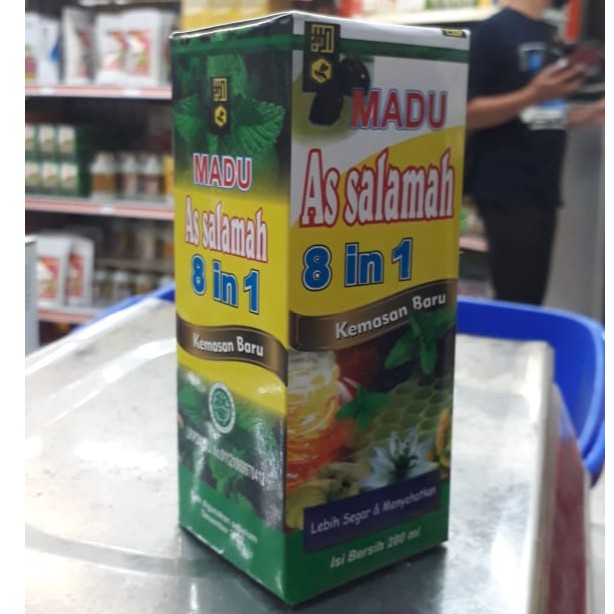 MADU
As salamah
8 in 1
Kemasan Baru
MADU
As salamah
8 in 1
Kemasan Baru
Lebih Segar & Menyehatkan
Isi Bersih 280 ml